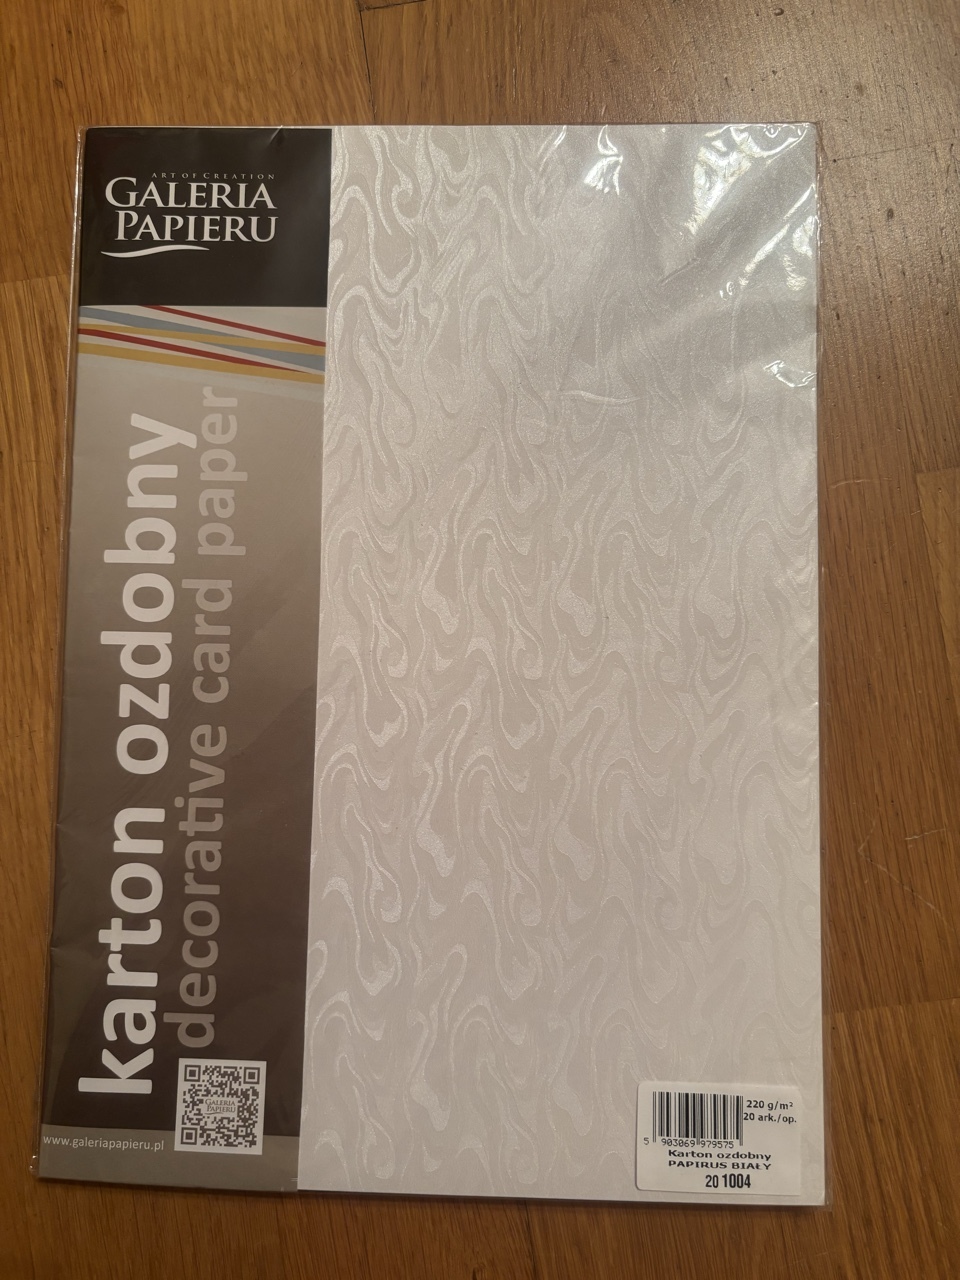 ART OF CREATION
GALERIA
PAPIERU
karton ozdobny
decorative card paper
GALERIA
PAPIERU
www.galeriapapieru.pl
220 g/m²
20 ark./op.
5 903069 979575
Karton ozdobny
PAPIRUS BIAŁY
20 1004